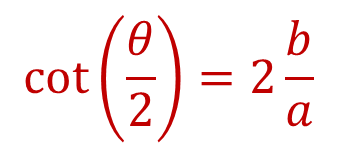 cot(θ/2) = 2 b/a